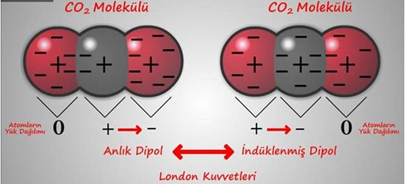 CO₂ Molekülü
CO₂ Molekülü
Atomların
Yük Dağılımı
0
+ → -
+ → -
0
Atomların
Yük Dağılımı
Anlık Dipol
İndüklenmiş Dipol
London Kuvvetleri